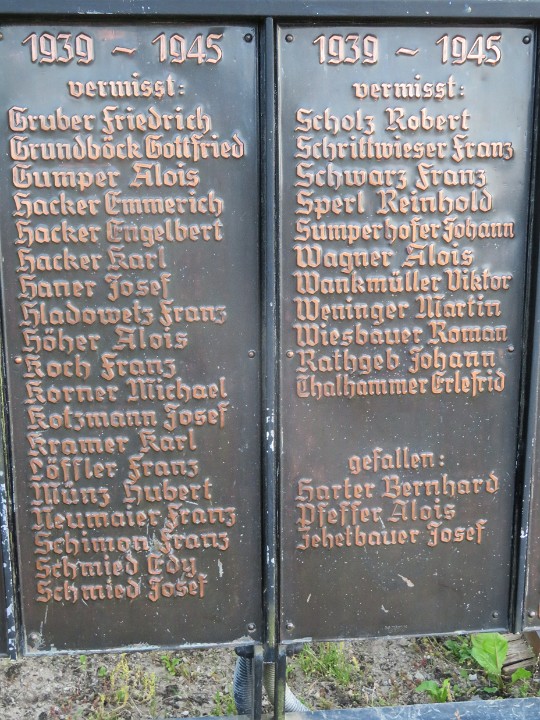 1939 ~ 1945
vermisst:
Gruber Friedrich
Grundböck Gottfried
Gumper Alois
Hacker Emmerich
Hacker Engelbert
Hacker Karl
Haner Josef
Hladowetz Franz
Höher Alois
Koch Franz
Korner Michael
Kotzmann Josef
Kramer Karl
Löffler Franz
Münz Hubert
Neumaier Franz
Schimon Franz
Schmied Edy
Schmied Josef
1939 ~ 1945
vermisst:
Scholz Robert
Schrittwieser Franz
Schwarz Franz
Sperl Reinhold
Sumperhofer Johann
Wagner Alois
Wankmüller Viktor
Weninger Martin
Wiesbauer Roman
Rathgeb Johann
Thalhammer Erlefrid
gefallen:
Harter Bernhard
Pfeffer Alois
Jehetbauer Josef